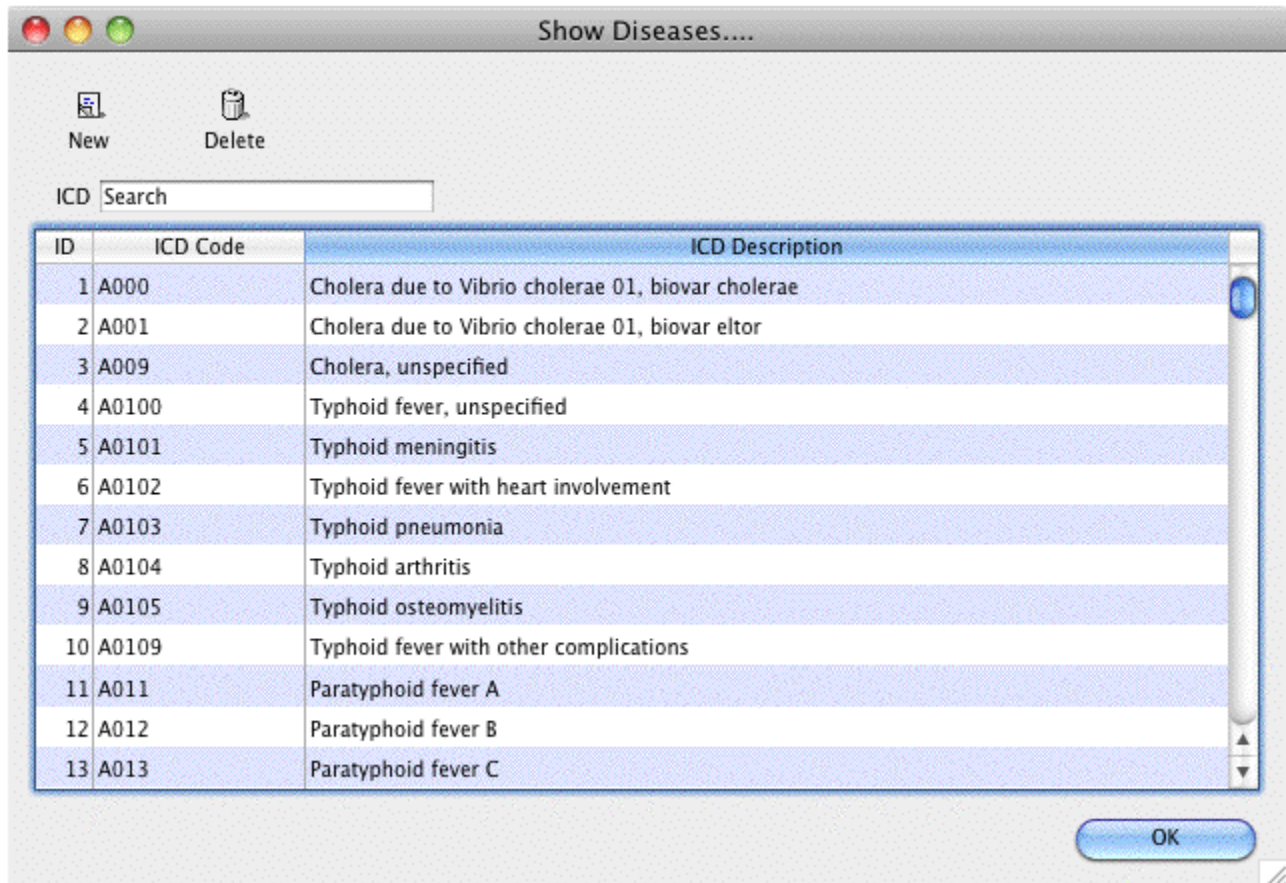 Show Diseases....
New Delete
ICD Search
ID ICD Code ICD Description
1 A000 Cholera due to Vibrio cholerae 01, biovar cholerae
2 A001 Cholera due to Vibrio cholerae 01, biovar eltor
3 A009 Cholera, unspecified
4 A0100 Typhoid fever, unspecified
5 A0101 Typhoid meningitis
6 A0102 Typhoid fever with heart involvement
7 A0103 Typhoid pneumonia
8 A0104 Typhoid arthritis
9 A0105 Typhoid osteomyelitis
10 A0109 Typhoid fever with other complications
11 A011 Paratyphoid fever A
12 A012 Paratyphoid fever B
13 A013 Paratyphoid fever C
OK